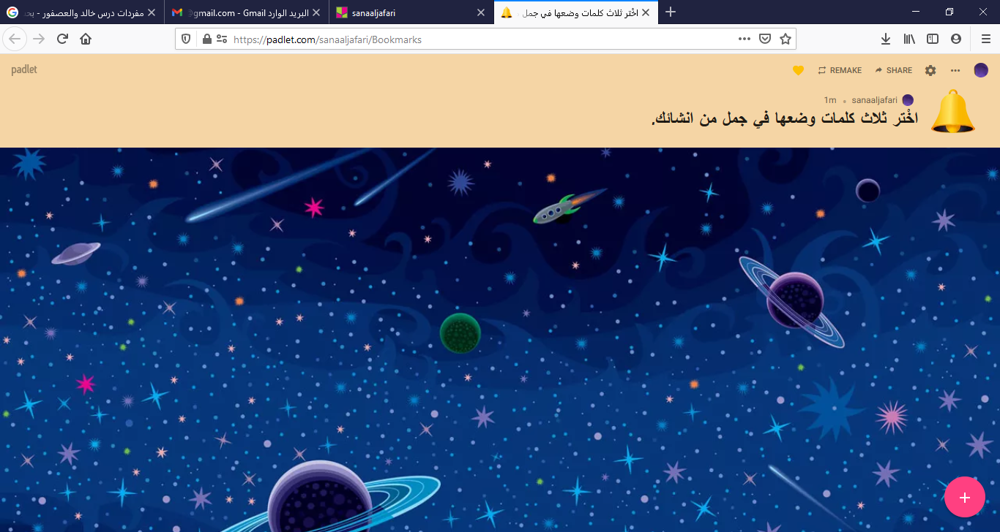 مفردات درس خالد والعصفور - بحد
البريد الوارد - @gmail.com - Gmail
sanaaljafari
اخْتر ثلاث كلمات وضعها في جمل
https://padlet.com/sanaaljafari/Bookmarks
padlet
REMAKE
SHARE
sanaaljafari • 1m
اخْتر ثلاث كلمات وضعها في جمل من انشائك.